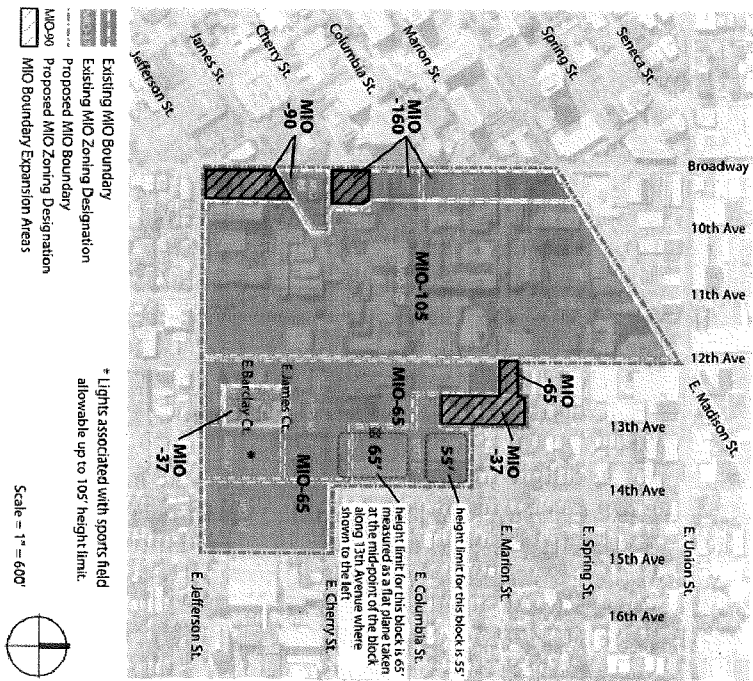 Seneca St.
Spring St.
Marion St.
Columbia St.
Cherry St.
James St.
Jefferson St.
Broadway
10th Ave
11th Ave
12th Ave
E. Madison St.
13th Ave
14th Ave
15th Ave
16th Ave
E. Union St.
E. Spring St.
E. Marion St.
E. Columbia St.
E. Cherry St.
E. Jefferson St.
MIO
-90
MIO
-160
MIO-105
MIO
-65
MIO
-37
MIO-65
MIO-65
MIO
-37
E. James Ct.
E. Barclay Ct.
*
55'
65'
height limit for this block is 55'
height limit for this block is 65'
measured as a flat plane taken
at the mid-point of the block
along 13th Avenue where
shown to the left
Existing MIO Boundary
Existing MIO Zoning Designation
Proposed MIO Boundary
MIO-90
Proposed MIO Zoning Designation
MIO Boundary Expansion Areas
* Lights associated with sports field
allowable up to 105' height limit.
Scale = 1" = 600'